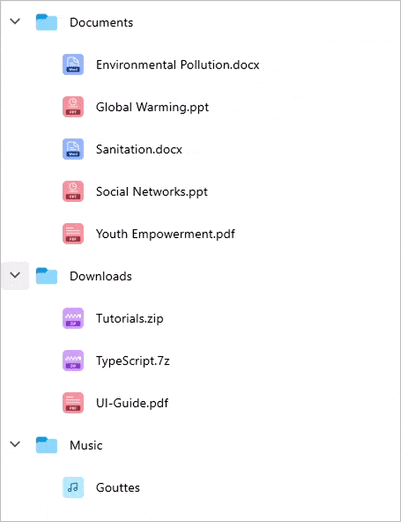 Documents
Environmental Pollution.docx
Global Warming.ppt
Sanitation.docx
Social Networks.ppt
Youth Empowerment.pdf
Downloads
Tutorials.zip
TypeScript.7z
UI-Guide.pdf
Music
Gouttes